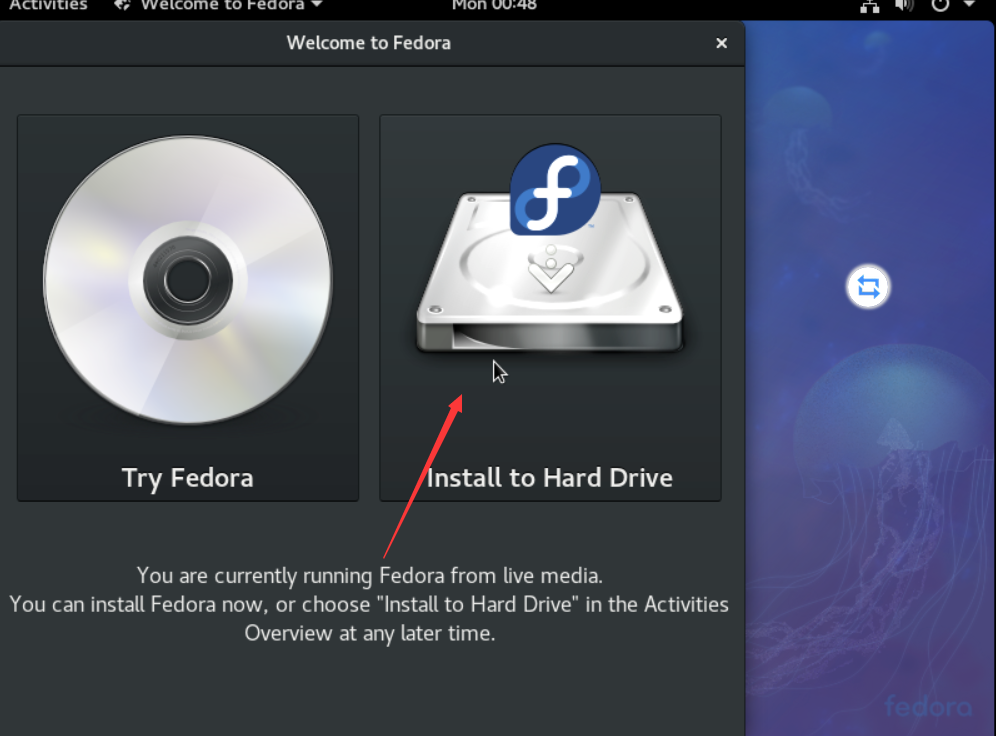 Activities
Welcome to Fedora
Mon 00:48
Welcome to Fedora
Try Fedora
Install to Hard Drive
You are currently running Fedora from live media.
You can install Fedora now, or choose "Install to Hard Drive" in the Activities
Overview at any later time.
fedora